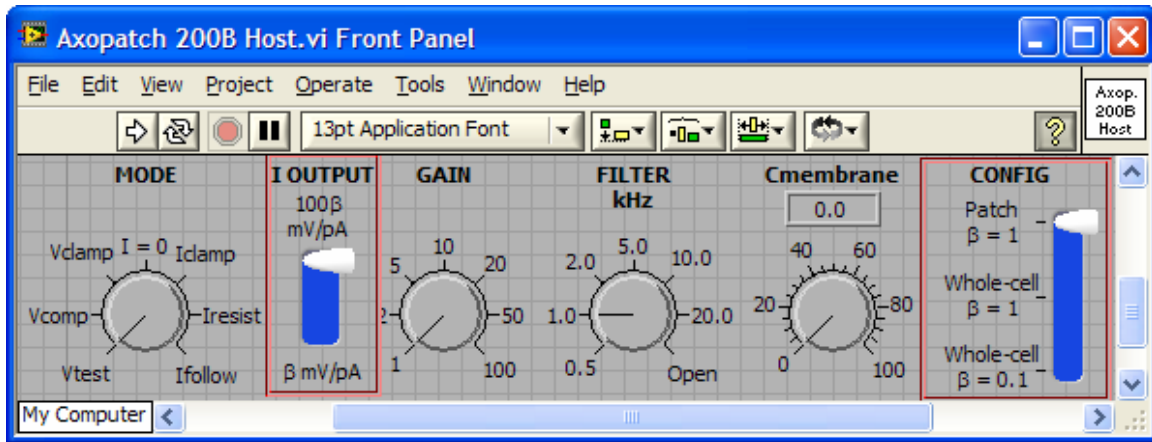 Axopatch 200B Host.vi Front Panel
File Edit View Project Operate Tools Window Help
Axop.
200B
Host
13pt Application Font
MODE
Vclamp
I = 0
Iclamp
Vcomp
Iresist
Vtest
Ifollow
I OUTPUT
100β
mV/pA
β mV/pA
GAIN
10
5
20
2
50
1
100
FILTER
kHz
5.0
2.0
10.0
1.0
20.0
0.5
Open
Cmembrane
0.0
40
60
20
80
0
100
CONFIG
Patch
β = 1
Whole-cell
β = 1
Whole-cell
β = 0.1
My Computer